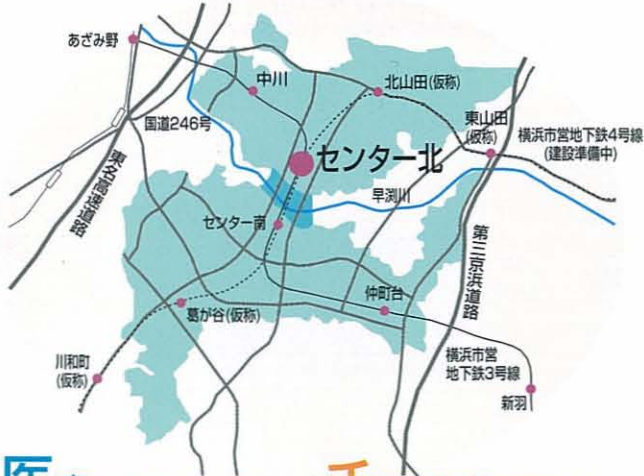 あざみ野
中川
北山田(仮称)
国道246号
東山田
(仮称)
横浜市営地下鉄4号線
(建設準備中)
センター北
東名高速道路
早渕川
センター南
第三京浜道路
仲町台
葛が谷(仮称)
川和町
(仮称)
横浜市営
地下鉄3号線
新羽